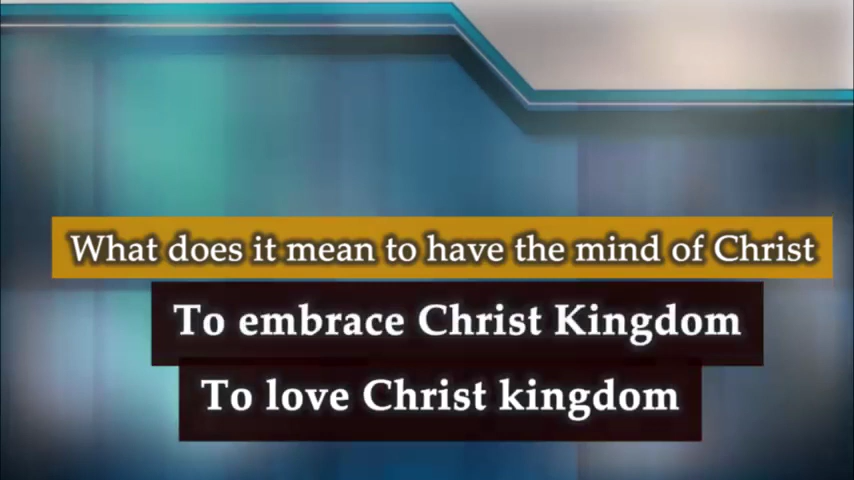 What does it mean to have the mind of Christ
To embrace Christ Kingdom
To love Christ kingdom